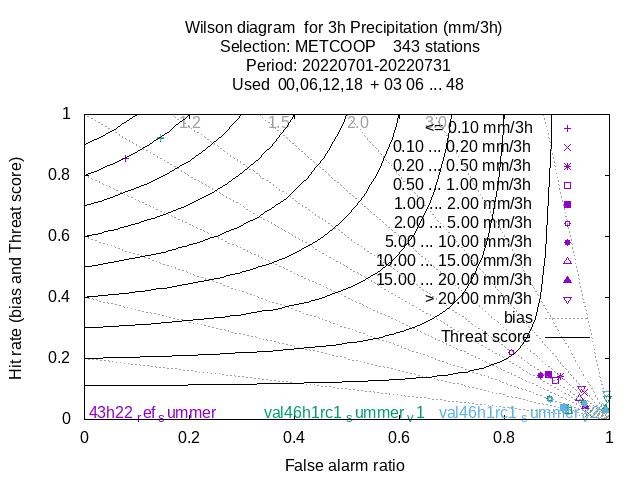 Wilson diagram for 3h Precipitation (mm/3h)
Selection: METCOOP 343 stations
Period: 20220701-20220731
Used 00,06,12,18 + 03 06 ... 48
Hit rate (bias and Threat score)
1
0.8
0.6
0.4
0.2
0
1.2 1.5 2.0 3.0
<= 0.10 mm/3h
0.10 ... 0.20 mm/3h
0.20 ... 0.50 mm/3h
0.50 ... 1.00 mm/3h
1.00 ... 2.00 mm/3h
2.00 ... 5.00 mm/3h
5.00 ... 10.00 mm/3h
10.00 ... 15.00 mm/3h
15.00 ... 20.00 mm/3h
> 20.00 mm/3h
bias
Threat score
43h22ref summer val46h1rc1summerv1 val46h1rc1summer
0 0.2 0.4 0.6 0.8 1
False alarm ratio